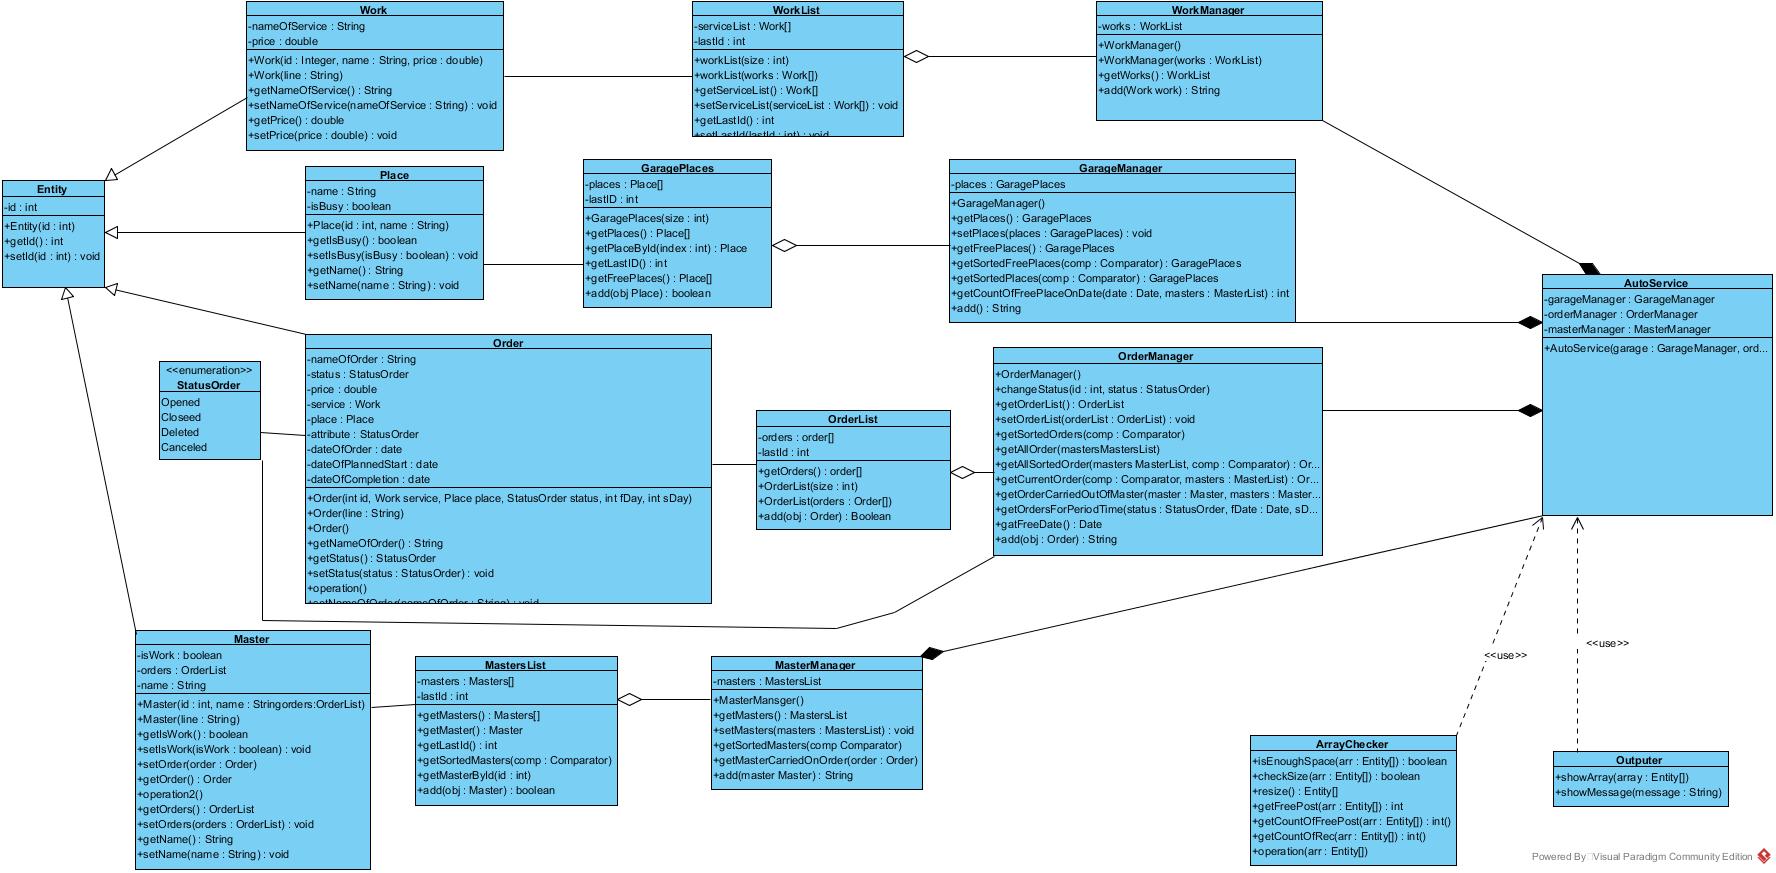 Work
-nameOfService : String
-price : double
+Work(id : Integer, name : String, price : double)
+Work(line : String)
+getNameOfService() : String
+setNameOfService(nameOfService : String) : void
+getPrice() : double
+setPrice(price : double) : void
WorkList
-serviceList : Work[]
-lastId : int
+workList(size : int)
+workList(works : Work[])
+getServiceList() : Work[]
+setServiceList(serviceList : Work[]) : void
+getLastId() : int
+setLastId(lastId : int) : void
WorkManager
-works : WorkList
+WorkManager()
+WorkManager(works : WorkList)
+getWorks() : WorkList
+add(Work work) : String
Entity
-id : int
+Entity(id : int)
+getId() : int
+setId(id : int) : void
Place
-name : String
-isBusy : boolean
+Place(id : int, name : String)
+getIsBusy() : boolean
+setIsBusy(isBusy : boolean) : void
+getName() : String
+setName(name : String) : void
GaragePlaces
-places : Place[]
-lastID : int
+GaragePlaces(size : int)
+getPlaces() : Place[]
+getPlaceById(index : int) : Place
+getLastID() : int
+getFreePlaces() : Place[]
+add(obj Place) : boolean
GarageManager
-places : GaragePlaces
+GarageManager()
+getPlaces() : GaragePlaces
+setPlaces(places : GaragePlaces) : void
+getFreePlaces() : GaragePlaces
+getSortedFreePlaces(comp : Comparator) : GaragePlaces
+getSortedPlaces(comp : Comparator) : GaragePlaces
+getCountOfFreePlaceOnDate(date : Date, masters : MasterList) : int
+add() : String
AutoService
-garageManager : GarageManager
-orderManager : OrderManager
-masterManager : MasterManager
+AutoService(garage : GarageManager, ord...
<<enumeration>>
StatusOrder
Opened
Closeed
Deleted
Canceled
Order
-nameOfOrder : String
-status : StatusOrder
-price : double
-service : Work
-place : Place
-attribute : StatusOrder
-dateOfOrder : date
-dateOfPlannedStart : date
-dateOfCompletion : date
+Order(int id, Work service, Place place, StatusOrder status, int fDay, int sDay)
+Order(line : String)
+Order()
+getNameOfOrder() : String
+getStatus() : StatusOrder
+setStatus(status : StatusOrder) : void
+operation()
+setNameOfOrder(nameOfOrder : String) : void
OrderList
-orders : order[]
-lastId : int
+getOrders() : order[]
+OrderList(size : int)
+OrderList(orders : Order[])
+add(obj : Order) : Boolean
OrderManager
+OrderManager()
+changeStatus(id : int, status : StatusOrder)
+getOrderList() : OrderList
+setOrderList(orderList : OrderList) : void
+getSortedOrders(comp : Comparator)
+getAllOrder(mastersMastersList)
+getAllSortedOrder(masters MasterList, comp : Comparator) : Or...
+getCurrentOrder(comp : Comparator, masters : MasterList) : Or...
+getOrderCarriedOutOfMaster(master : Master, masters : Master...
+getOrdersForPeriodTime(status : StatusOrder, fDate : Date, sD...
+gatFreeDate() : Date
+add(obj : Order) : String
Master
-isWork : boolean
-orders : OrderList
-name : String
+Master(id : int, name : Stringorders:OrderList)
+Master(line : String)
+getIsWork() : boolean
+setIsWork(isWork : boolean) : void
+setOrder(order : Order)
+getOrder() : Order
+operation2()
+getOrders() : OrderList
+setOrders(orders : OrderList) : void
+getName() : String
+setName(name : String) : void
MastersList
-masters : Masters[]
-lastId : int
+getMasters() : Masters[]
+getMaster() : Master
+getLastId() : int
+getSortedMasters(comp : Comparator)
+getMasterById(id : int)
+add(obj : Master) : boolean
MasterManager
-masters : MastersList
+MasterMansger()
+getMasters() : MastersList
+setMasters(masters : MastersList) : void
+getSortedMasters(comp Comparator)
+getMasterCarriedOnOrder(order : Order)
+add(master Master) : String
<<use>>
<<use>>
ArrayChecker
+isEnoughSpace(arr : Entity[]) : boolean
+checkSize(arr : Entity[]) : boolean
+resize() : Entity[]
+getFreePost(arr : Entity[]) : int
+getCountOfFreePost(arr : Entity[]) : int()
+getCountOfRec(arr : Entity[]) : int()
+operation(arr : Entity[])
Outputer
+showArray(array : Entity[])
+showMessage(message : String)
Powered By Visual Paradigm Community Edition